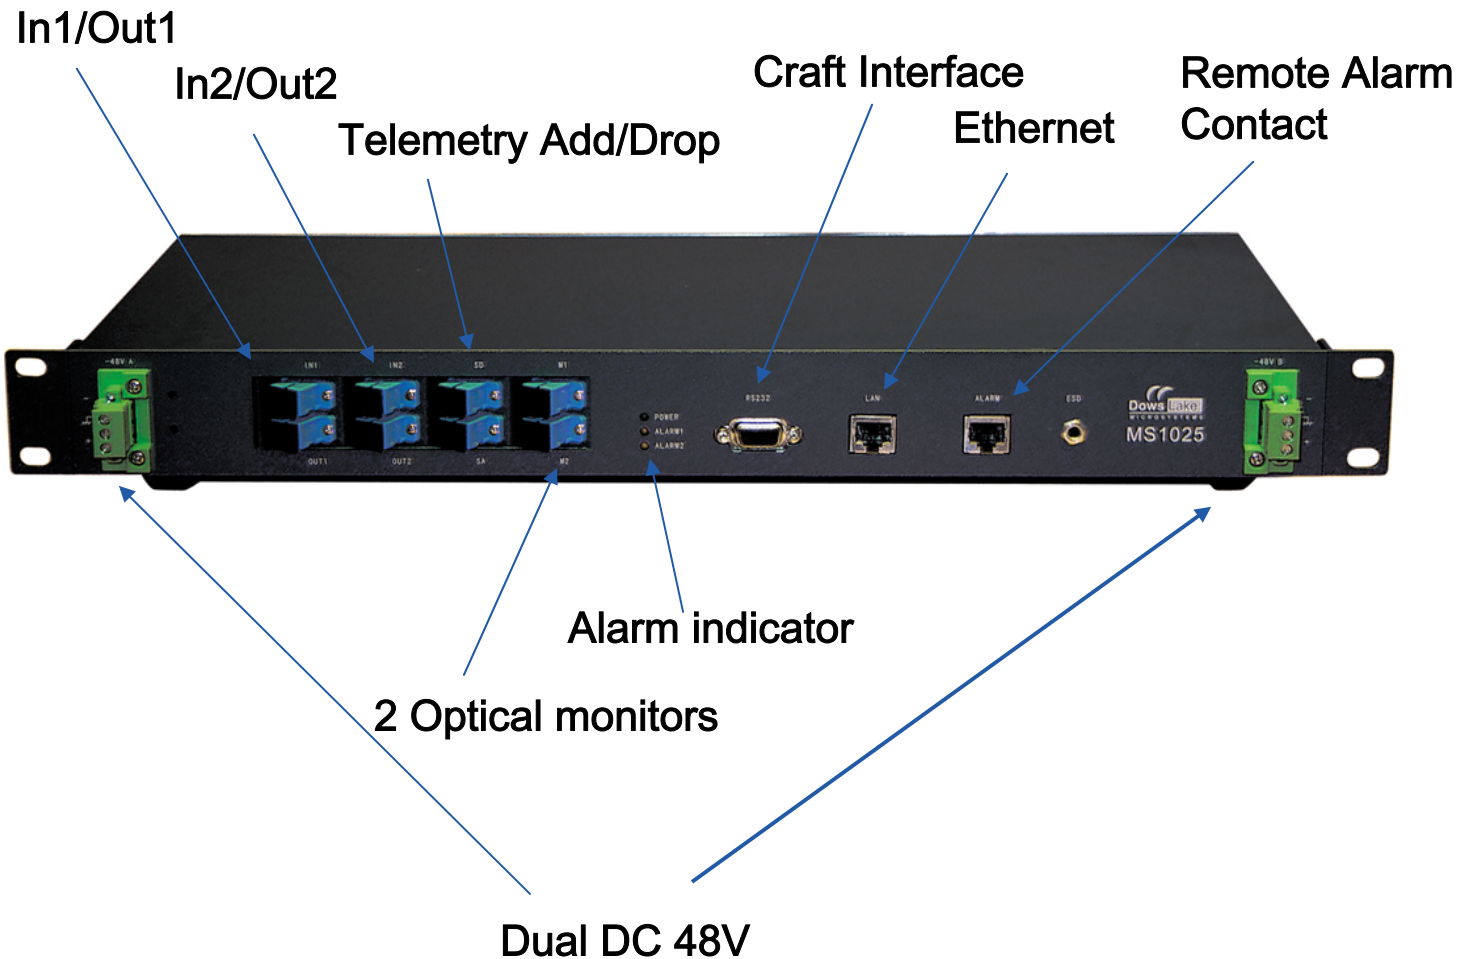 In1/Out1
In2/Out2
Telemetry Add/Drop
Craft Interface
Ethernet
Remote Alarm
Contact
-48V A
IN1
IN2
SD
M1
RS232
LAN
ALARM
ESD
-48V B
POWER
ALARM1
ALARM2
Dows Lake
MICROSYSTEMS
MS1025
OUT1
OUT2
SA
M2
Alarm indicator
2 Optical monitors
Dual DC 48V